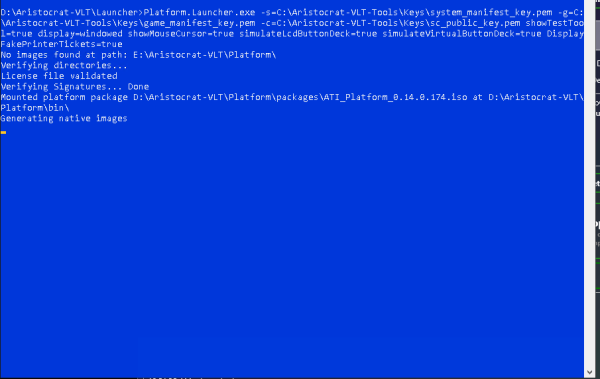 D:\Aristocrat-VLT\Launcher>Platform.Launcher.exe -s=C:\Aristocrat-VLT-Tools\Keys\system_manifest_key.pem -g=C:
\Aristocrat-VLT-Tools\Keys\game_manifest_key.pem -c=C:\Aristocrat-VLT-Tools\Keys\sc_public_key.pem showTestToo
l=true display=windowed showMouseCursor=true simulateLcdButtonDeck=true simulateVirtualButtonDeck=true Display
FakePrinterTickets=true
No images found at path: E:\Aristocrat-VLT\Platform\
Verifying directories...
License file validated
Verifying Signatures... Done
Mounted platform package D:\Aristocrat-VLT\Platform\packages\ATI_Platform_0.14.0.174.iso at D:\Aristocrat-VLT\
Platform\bin\
Generating native images